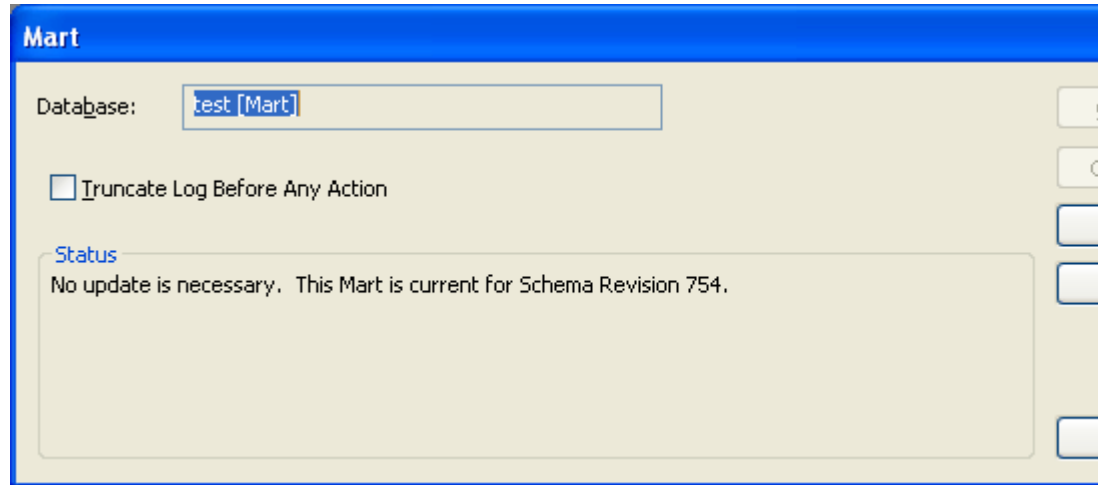 Mart
Database:
test [Mart]
Truncate Log Before Any Action
Status
No update is necessary.  This Mart is current for Schema Revision 754.